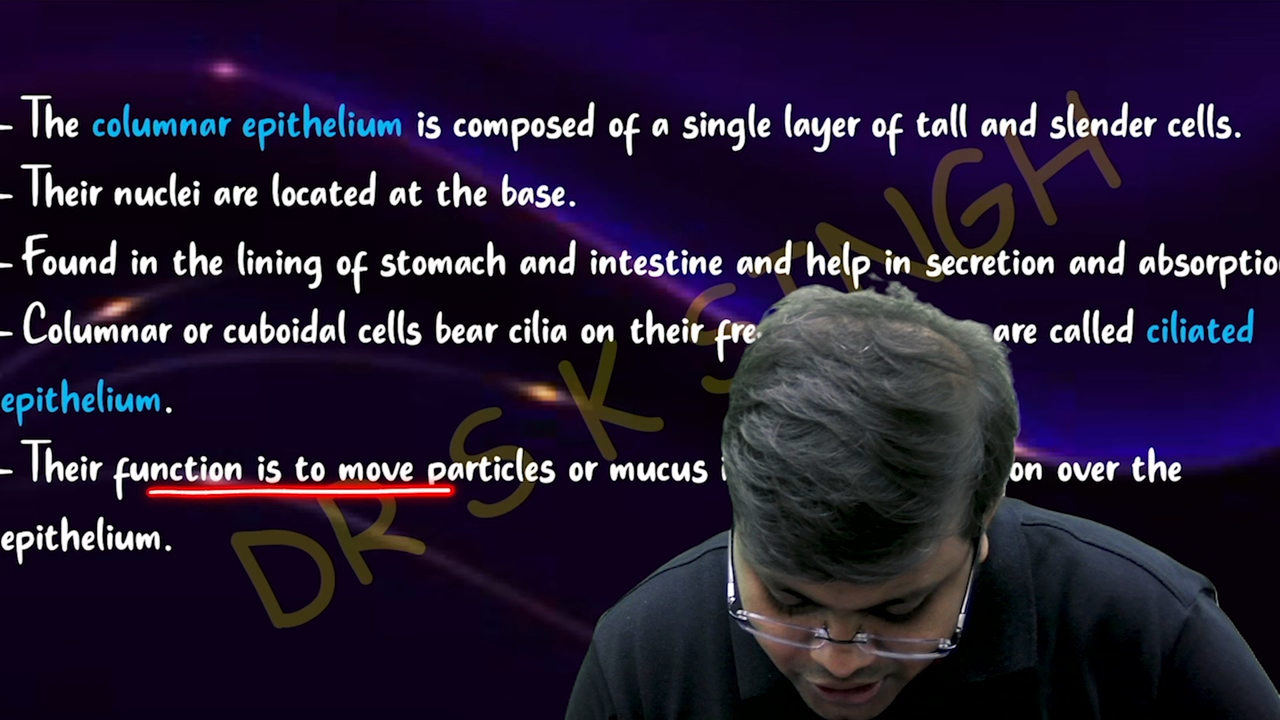 - The columnar epithelium is composed of a single layer of tall and slender cells.
- Their nuclei are located at the base.
- Found in the lining of stomach and intestine and help in secretion and absorptio
- Columnar or cuboidal cells bear cilia on their fre are called ciliated
epithelium.
- Their function is to move particles or mucus i on over the
epithelium.
DR S K SINGH